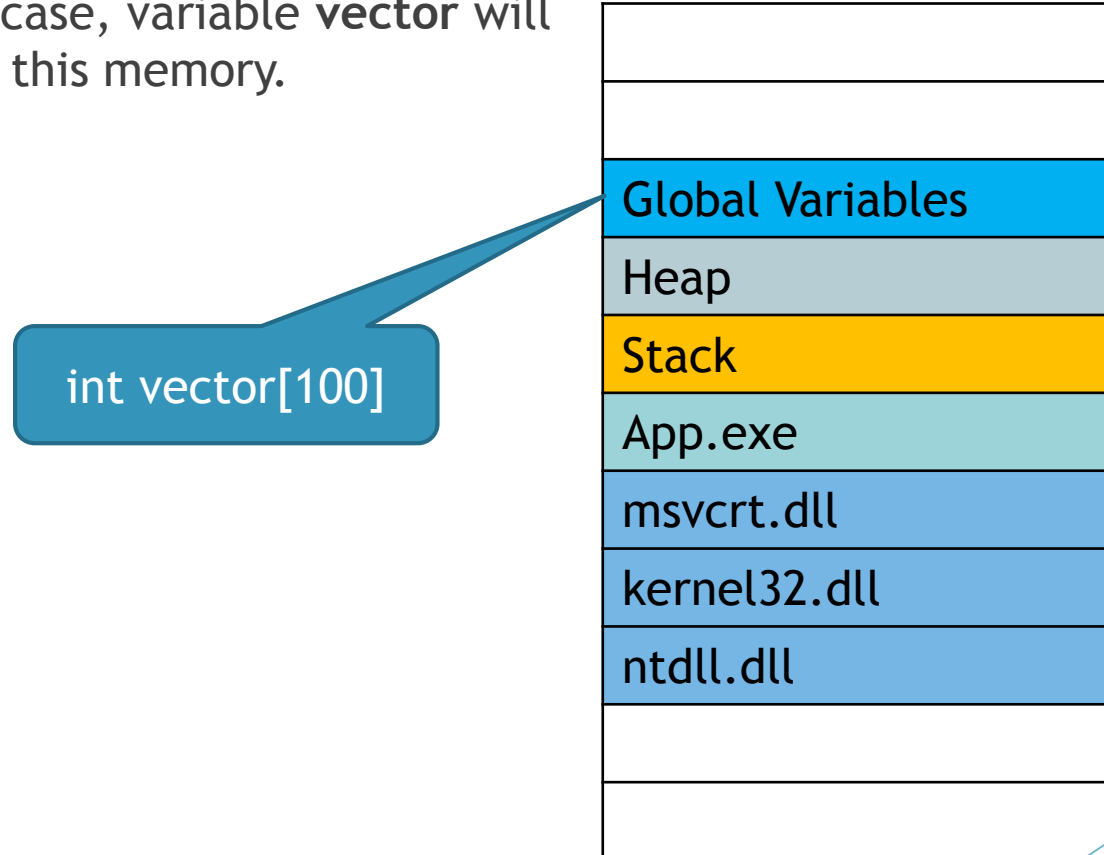 case, variable vector will
this memory.
Global Variables
Heap
Stack
int vector[100]
App.exe
msvcrt.dll
kernel32.dll
ntdll.dll